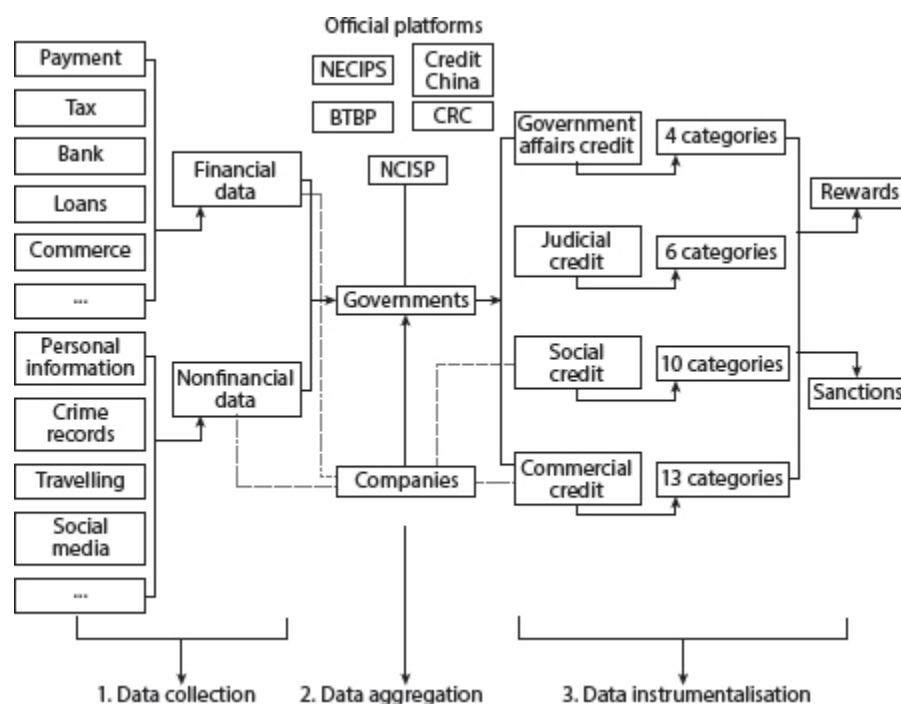 Official platforms
NECIPS
Credit
China
BTBP
CRC
NCISP
Payment
Tax
Bank
Loans
Commerce
...
Personal
information
Crime
records
Travelling
Social
media
...
Financial
data
Nonfinancial
data
Governments
Companies
Government
affairs credit
4 categories
Judicial
credit
6 categories
Social
credit
10 categories
Commercial
credit
13 categories
Rewards
Sanctions
1. Data collection
2. Data aggregation
3. Data instrumentalisation